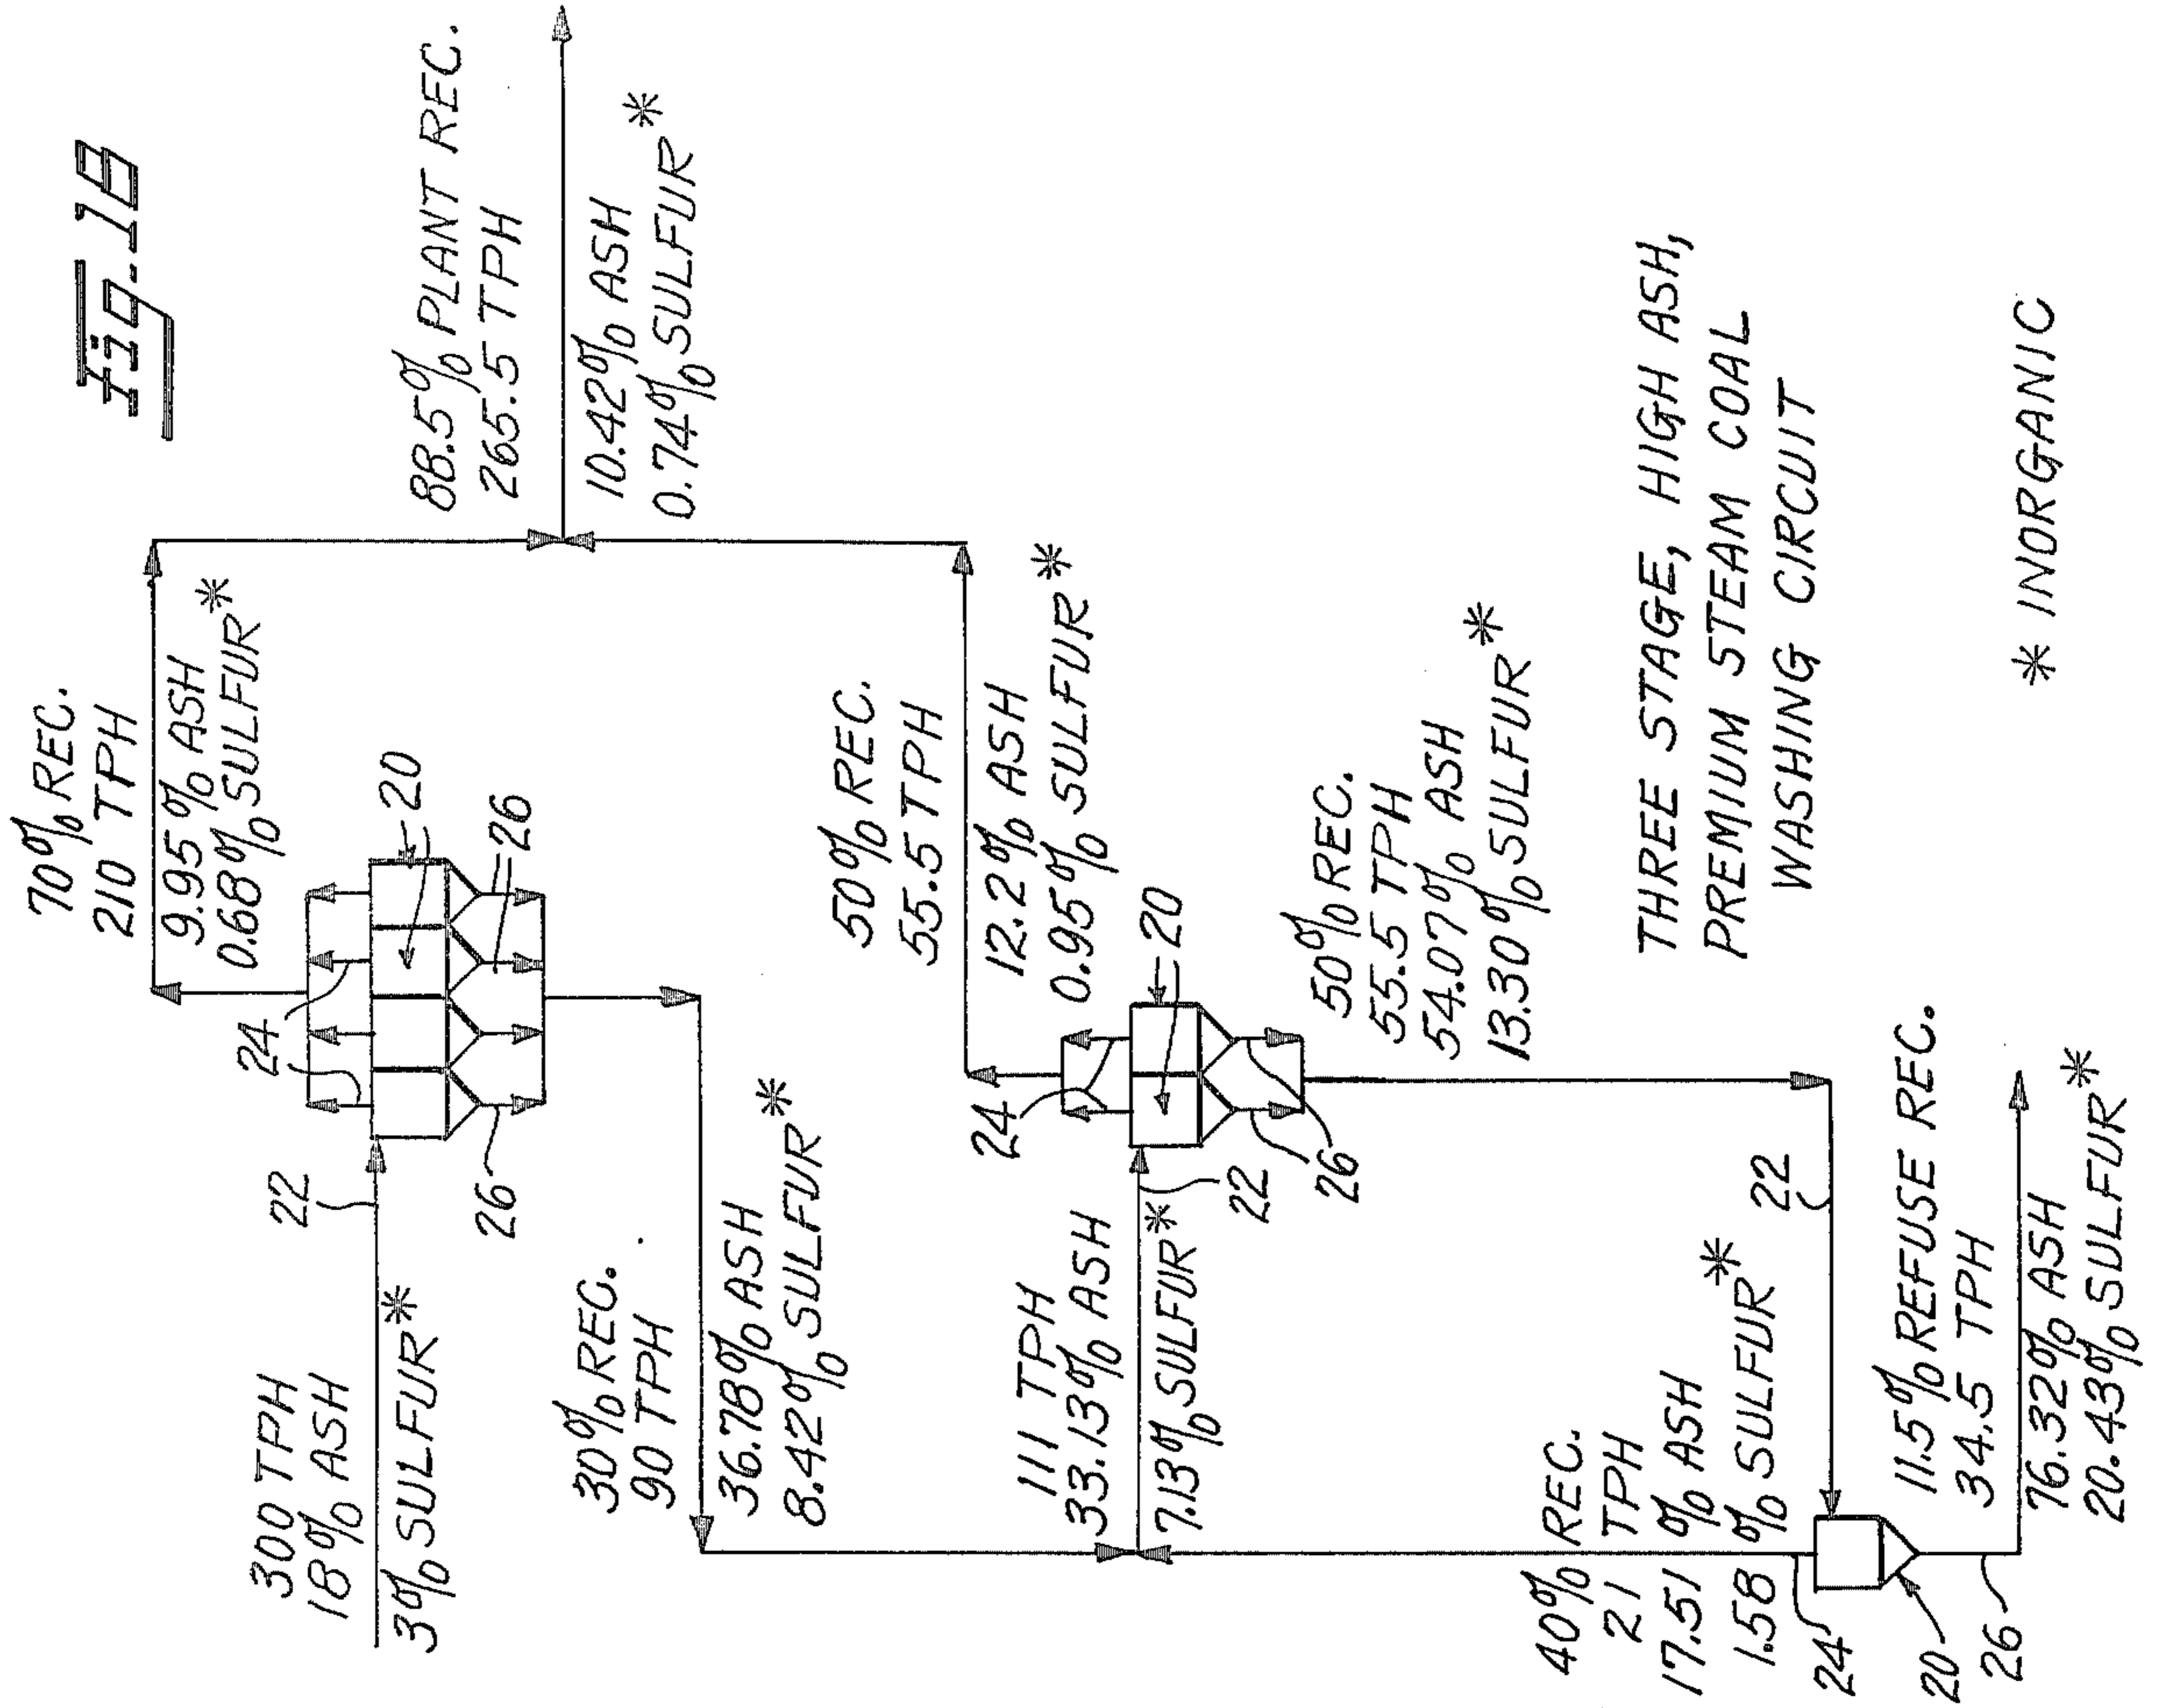 Fig. 1B
70% REC.
210 TPH
9.95% ASH
0.68% SULFUR*
88.5% PLANT REC.
265.5 TPH
10.42% ASH
0.74% SULFUR*
300 TPH
18% ASH
3% SULFUR*
22
24
20
26
26
30% REC.
90 TPH
36.78% ASH
8.42% SULFUR*
50% REC.
55.5 TPH
12.2% ASH
0.95% SULFUR*
111 TPH
33.13% ASH
7.13% SULFUR*
24
20
22
26
50% REC.
55.5 TPH
54.07% ASH
13.30% SULFUR*
40% REC.
21 TPH
17.51% ASH
1.58% SULFUR*
22
24
20
26
11.5% REFUSE REC.
34.5 TPH
76.32% ASH
20.43% SULFUR*
THREE STAGE, HIGH ASH,
PREMIUM STEAM COAL
WASHING CIRCUIT
* INORGANIC